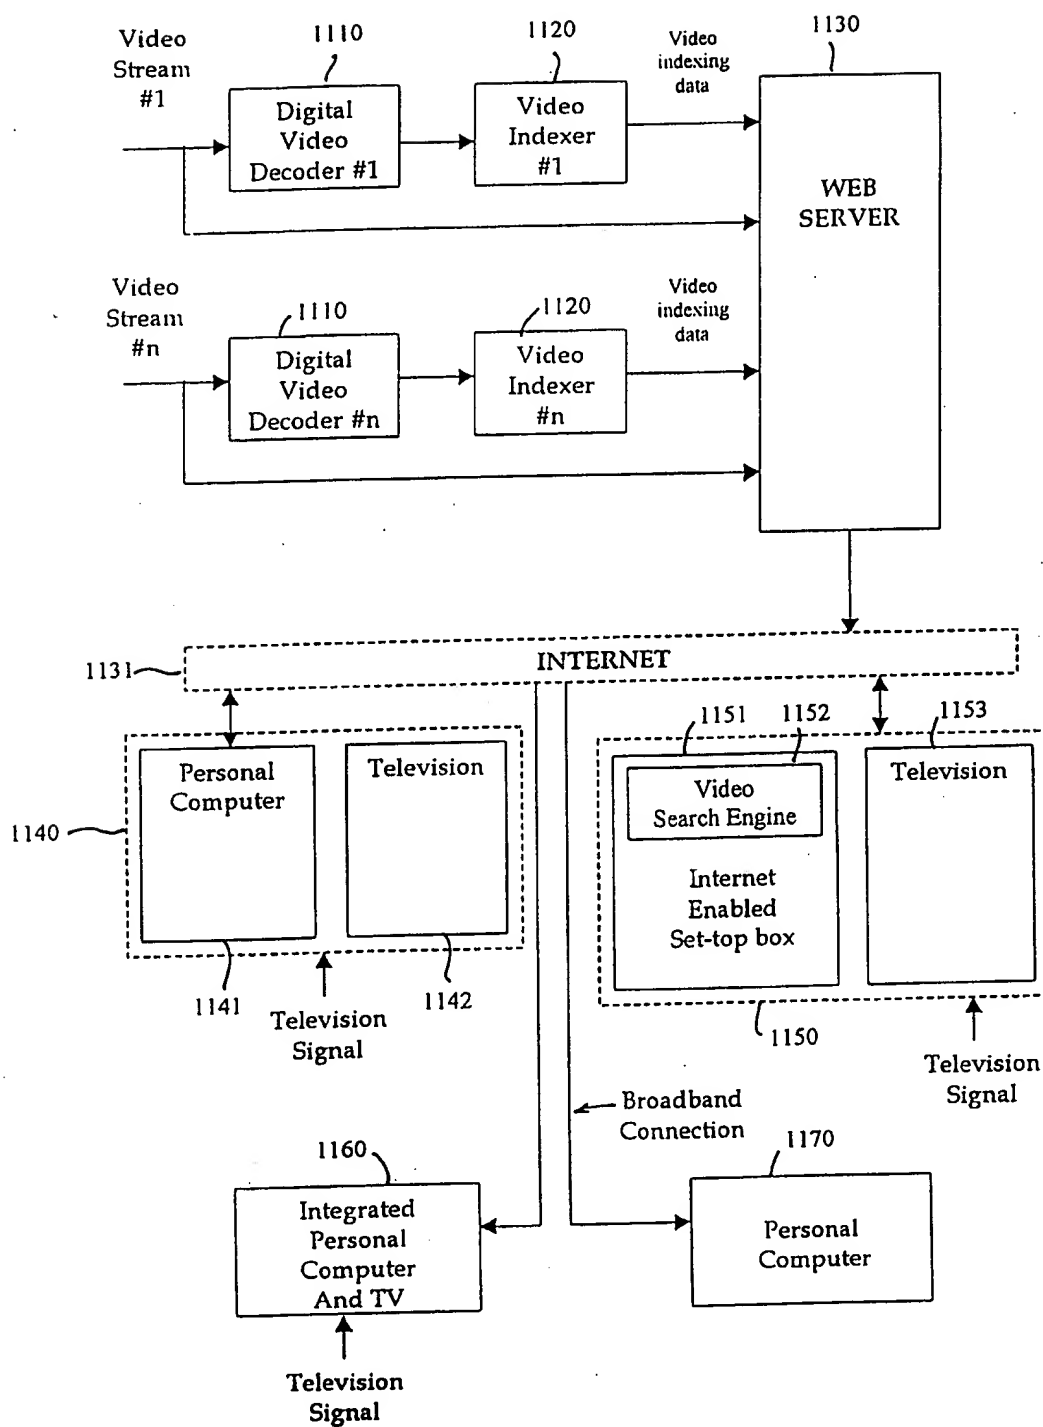 1110
1120
1130
Video
Stream
#1
Video
indexing
data
Digital
Video
Decoder #1
Video
Indexer
#1
WEB
SERVER
Video
Stream
#n
1110
1120
Video
indexing
data
Digital
Video
Decoder #n
Video
Indexer
#n
1131
INTERNET
1151
1152
1153
1140
Personal
Computer
Television
Video
Search Engine
Internet
Enabled
Set-top box
Television
1141
1142
Television
Signal
1150
Television
Signal
Broadband
Connection
1160
1170
Integrated
Personal
Computer
And TV
Personal
Computer
Television
Signal